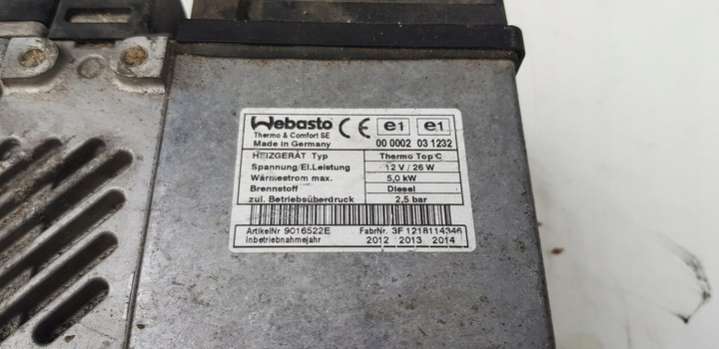 Webasto CE e1 e1
Thermo & Comfort SE
Made in Germany 00 0002 03 1232
HEIZGERÄT Typ Thermo Top C
Spannung/El.Leistung 12 V / 26 W
Wärmestrom max. 5,0 kW
Brennstoff Diesel
zul. Betriebsüberdruck 2,5 bar
ArtikelNr 9016522E FabrNr. 3F 1218114346
Inbetriebnahmejahr 2012 2013 2014